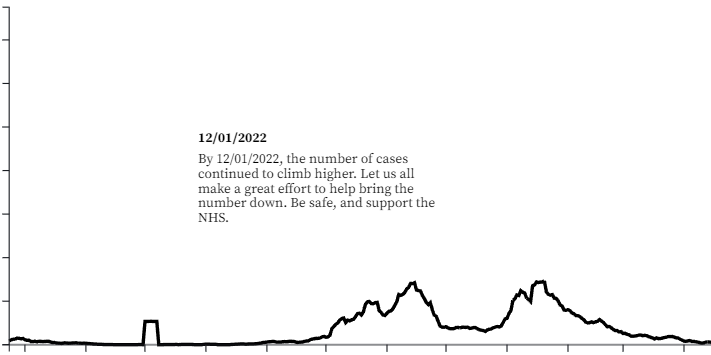 12/01/2022
By 12/01/2022, the number of cases
continued to climb higher. Let us all
make a great effort to help bring the
number down. Be safe, and support the
NHS.